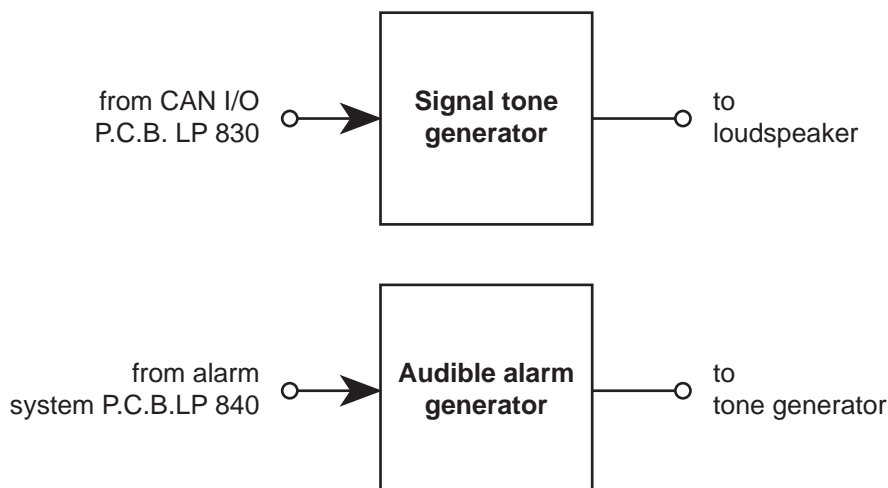 from CAN I/O
P.C.B. LP 830
Signal tone
generator
to
loudspeaker
from alarm
system P.C.B.LP 840
Audible alarm
generator
to
tone generator